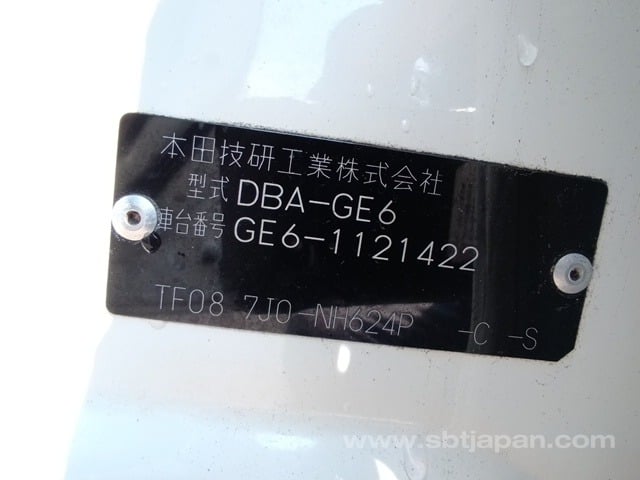 本田技研工業株式会社
型式 DBA-GE6
車台番号 GE6-1121422
TF08 7J0-NH624P -C -S
www.sbtjapan.com